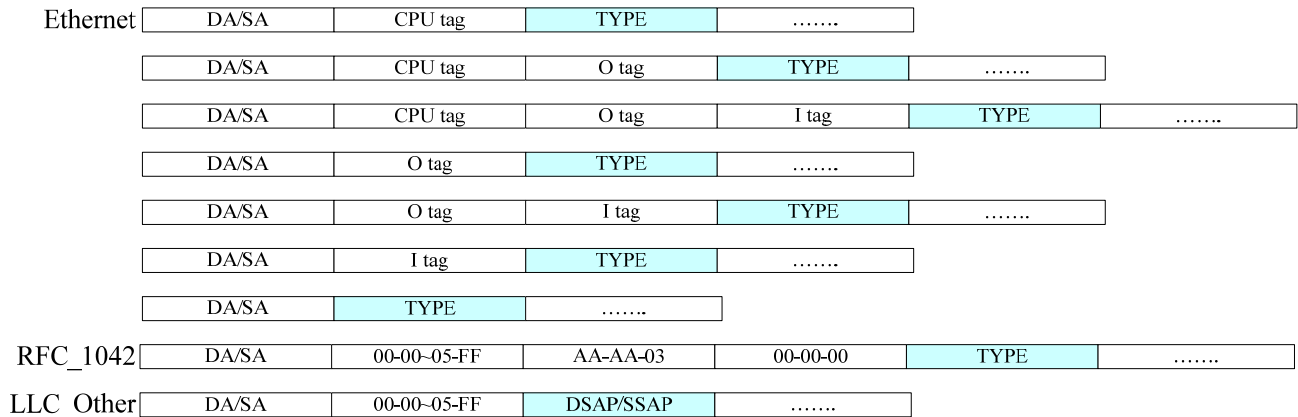 Ethernet DA/SA CPU tag TYPE …….
DA/SA CPU tag O tag TYPE …….
DA/SA CPU tag O tag I tag TYPE …….
DA/SA O tag TYPE …….
DA/SA O tag I tag TYPE …….
DA/SA I tag TYPE …….
DA/SA TYPE …….
RFC_1042 DA/SA 00-00~05-FF AA-AA-03 00-00-00 TYPE …….
LLC_Other DA/SA 00-00~05-FF DSAP/SSAP …….